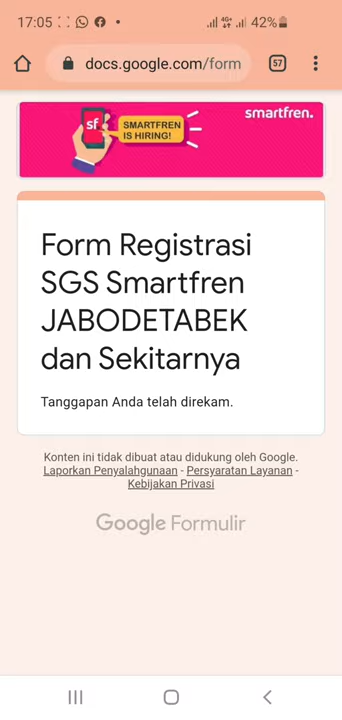 17:05 4G+ 42%
docs.google.com/form 57
smartfren.
sf SMARTFREN
IS HIRING!
Form Registrasi
SGS Smartfren
JABODETABEK
dan Sekitarnya
Tanggapan Anda telah direkam.
Konten ini tidak dibuat atau didukung oleh Google.
Laporkan Penyalahgunaan - Persyaratan Layanan -
Kebijakan Privasi
Google Formulir